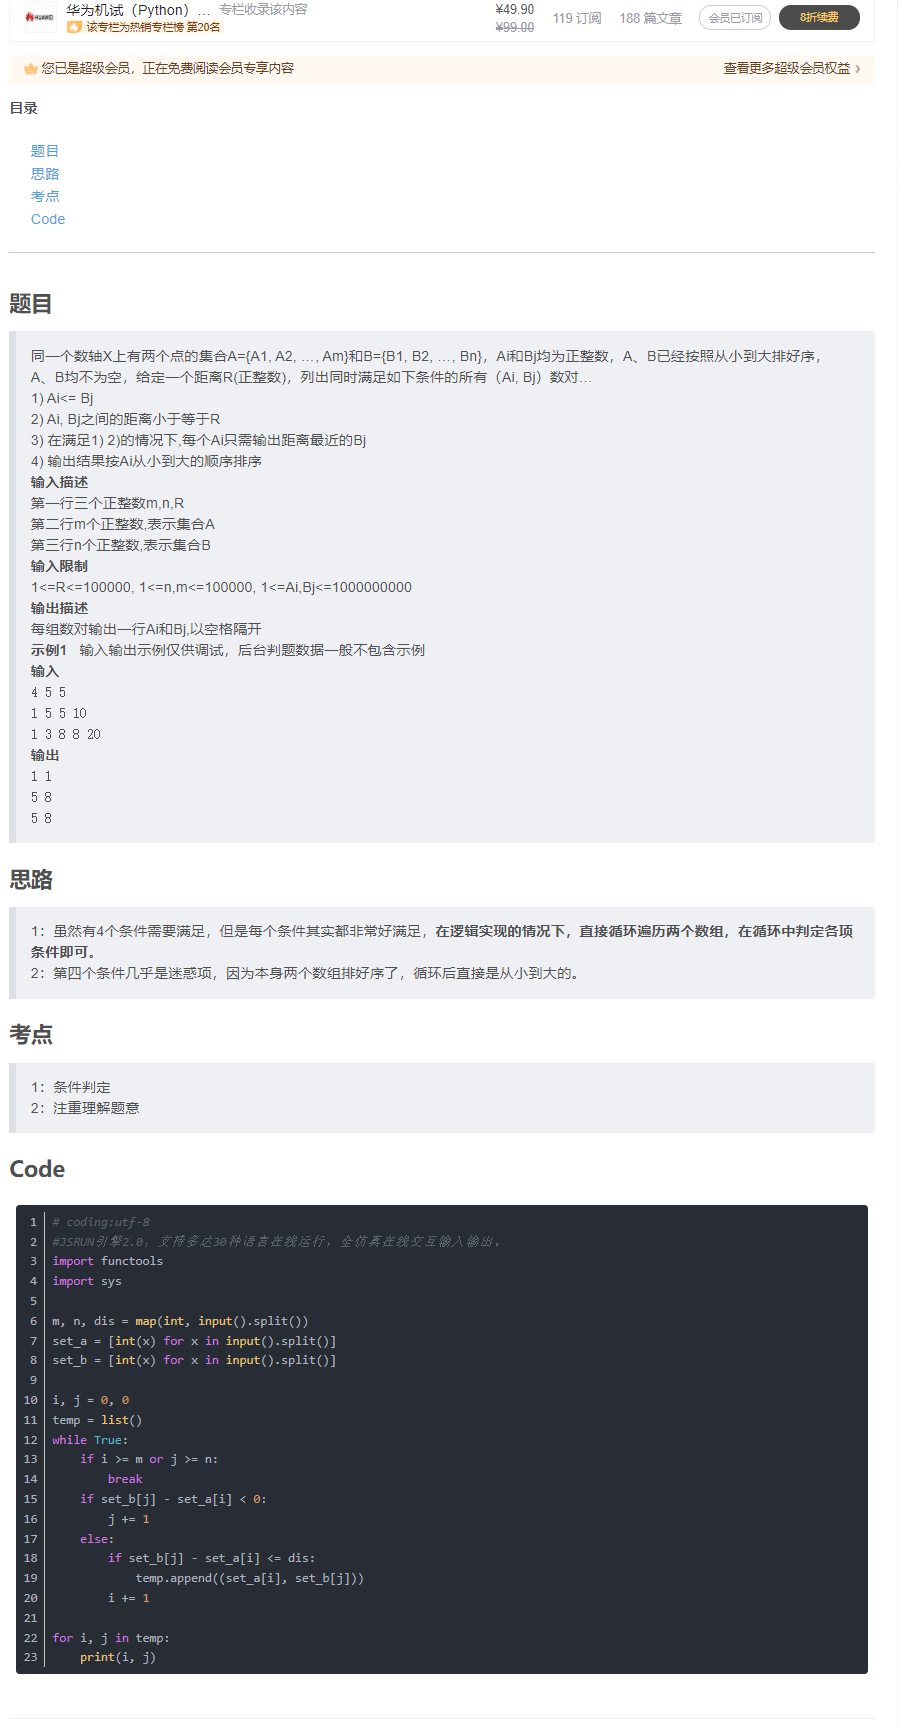 HUAWEI
华为机试（Python）... 专栏收录该内容
该专栏为热销专栏榜 第20名
¥49.90
¥99.00
119 订阅
188 篇文章
会员已订阅
8折续费
您已是超级会员，正在免费阅读会员专享内容
查看更多超级会员权益 ›
目录
题目
思路
考点
Code
题目
同一个数轴X上有两个点的集合A={A1, A2, …, Am}和B={B1, B2, …, Bn}，Ai和Bj均为正整数，A、B已经按照从小到大排好序，
A、B均不为空，给定一个距离R(正整数)，列出同时满足如下条件的所有（Ai, Bj）数对…
1) Ai<= Bj
2) Ai, Bj之间的距离小于等于R
3) 在满足1) 2)的情况下,每个Ai只需输出距离最近的Bj
4) 输出结果按Ai从小到大的顺序排序
输入描述
第一行三个正整数m,n,R
第二行m个正整数,表示集合A
第三行n个正整数,表示集合B
输入限制
1<=R<=100000, 1<=n,m<=100000, 1<=Ai,Bj<=1000000000
输出描述
每组数对输出一行Ai和Bj,以空格隔开
示例1 输入输出示例仅供调试，后台判题数据一般不包含示例
输入
4 5 5
1 5 5 10
1 3 8 8 20
输出
1 1
5 8
5 8
思路
1：虽然有4个条件需要满足，但是每个条件其实都非常好满足，在逻辑实现的情况下，直接循环遍历两个数组，在循环中判定各项
条件即可。
2：第四个条件几乎是迷惑项，因为本身两个数组排好序了，循环后直接是从小到大的。
考点
1：条件判定
2：注重理解题意
Code
1 # coding:utf-8
2 #JSRUN引擎2.0，支持多达30种语言在线运行，全仿真在线交互输入输出。
3 import functools
4 import sys
5
6 m, n, dis = map(int, input().split())
7 set_a = [int(x) for x in input().split()]
8 set_b = [int(x) for x in input().split()]
9
10 i, j = 0, 0
11 temp = list()
12 while True:
13     if i >= m or j >= n:
14         break
15     if set_b[j] - set_a[i] < 0:
16         j += 1
17     else:
18         if set_b[j] - set_a[i] <= dis:
19             temp.append((set_a[i], set_b[j]))
20         i += 1
21
22 for i, j in temp:
23     print(i, j)